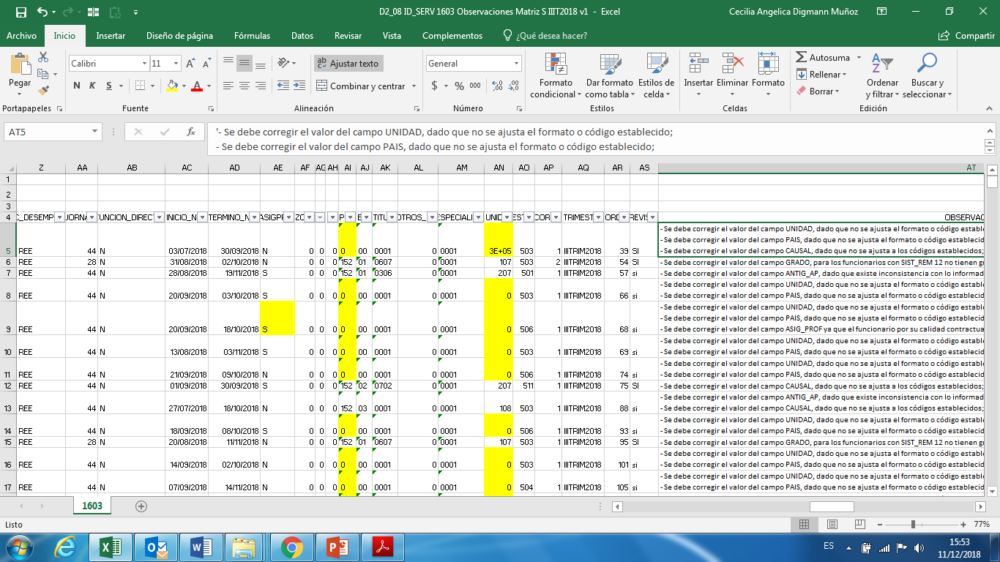 D2_08 ID_SERV 1603 Observaciones Matriz S IIIT2018 v1 - Excel
Cecilia Angelica Digmann Muñoz
Archivo Inicio Insertar Diseño de página Fórmulas Datos Revisar Vista Complementos ¿Qué desea hacer? Compartir
Pegar
Calibri 11
N K S
Ajustar texto
Combinar y centrar
General
$ % 000
Formato condicional
Dar formato como tabla
Estilos de celda
Insertar Eliminar Formato
Autosuma
Rellenar
Borrar
Ordenar y filtrar
Buscar y seleccionar
Portapapeles Fuente Alineación Número Estilos Celdas Edición
AT5
'- Se debe corregir el valor del campo UNIDAD, dado que no se ajusta el formato o código establecido;
- Se debe corregir el valor del campo PAIS, dado que no se ajusta el formato o código establecido;
Z AA AB AC AD AE AF AG AH AI AJ AK AL AM AN AO AP AQ AR AS AT
1
2
3
4 C_DESEMP JORNA UNCION_DIREC INICIO_N TERMINO_N ASIGPR ZO P E TITU OTROS_ ESPECIALI UNID EST COR TRIMEST ORD REVIS OBSERVAC
- Se debe corregir el valor del campo UNIDAD, dado que no se ajusta el formato o código estable
- Se debe corregir el valor del campo PAIS, dado que no se ajusta el formato o código establecid
5 REE 44 N 03/07/2018 30/09/2018 N 0 0 0 0 00 0001 0 0001 3E+05 503 1 IIITRIM2018 39 SI - Se debe corregir el valor del campo CAUSAL, dado que no se ajusta a los códigos establecidos;
6 REE 28 N 31/08/2018 02/10/2018 N 0 0 0 152 01 0607 0 0001 107 503 2 IIITRIM2018 54 SI - Se debe corregir el valor del campo GRADO, para los funcionarios con SIST_REM 12 no tienen gr
7 REE 44 N 28/08/2018 19/11/2018 N 0 0 0 152 01 0306 0 0001 207 501 1 IIITRIM2018 57 si - Se debe corregir el valor del campo ANTIG_AP, dado que existe inconsistencia con lo informad
- Se debe corregir el valor del campo UNIDAD, dado que no se ajusta el formato o código estable
8 REE 44 N 20/09/2018 03/10/2018 S 0 0 0 0 00 0001 0 0001 0 503 1 IIITRIM2018 66 si - Se debe corregir el valor del campo PAIS, dado que no se ajusta el formato o código establecid
- Se debe corregir el valor del campo UNIDAD, dado que no se ajusta el formato o código estable
- Se debe corregir el valor del campo PAIS, dado que no se ajusta el formato o código establecid
9 REE 44 N 20/09/2018 18/10/2018 S 0 0 0 0 00 0001 0 0001 0 506 1 IIITRIM2018 68 si - Se debe corregir el valor del campo ASIG_PROF ya que el funcionario por su calidad contractua
- Se debe corregir el valor del campo UNIDAD, dado que no se ajusta el formato o código estable
10 REE 44 N 13/08/2018 03/11/2018 S 0 0 0 0 00 0001 0 0001 0 503 1 IIITRIM2018 69 si - Se debe corregir el valor del campo PAIS, dado que no se ajusta el formato o código establecid
- Se debe corregir el valor del campo UNIDAD, dado que no se ajusta el formato o código estable
11 REE 44 N 21/09/2018 09/10/2018 S 0 0 0 0 00 0001 0 0001 0 506 1 IIITRIM2018 74 si - Se debe corregir el valor del campo PAIS, dado que no se ajusta el formato o código establecid
12 REE 44 N 01/09/2018 30/09/2018 S 0 0 0 152 02 0702 0 0001 207 511 1 IIITRIM2018 75 SI - Se debe corregir el valor del campo CAUSAL, dado que no se ajusta a los códigos establecidos;
- Se debe corregir el valor del campo ANTIG_AP, dado que existe inconsistencia con lo informad
13 REE 44 N 27/07/2018 18/10/2018 N 0 0 0 152 03 0001 0 0001 108 503 1 IIITRIM2018 88 si - Se debe corregir el valor del campo CAUSAL, dado que no se ajusta a los códigos establecidos;
- Se debe corregir el valor del campo UNIDAD, dado que no se ajusta el formato o código estable
14 REE 44 N 18/09/2018 08/10/2018 S 0 0 0 0 00 0001 0 0001 0 506 1 IIITRIM2018 93 si - Se debe corregir el valor del campo PAIS, dado que no se ajusta el formato o código establecid
15 REE 28 N 20/08/2018 11/11/2018 N 0 0 0 152 01 0607 0 0001 107 503 1 IIITRIM2018 95 SI - Se debe corregir el valor del campo GRADO, para los funcionarios con SIST_REM 12 no tienen gr
- Se debe corregir el valor del campo UNIDAD, dado que no se ajusta el formato o código estable
16 REE 44 N 14/09/2018 02/10/2018 N 0 0 0 0 00 0001 0 0001 0 503 1 IIITRIM2018 101 si - Se debe corregir el valor del campo PAIS, dado que no se ajusta el formato o código establecid
- Se debe corregir el valor del campo UNIDAD, dado que no se ajusta el formato o código estable
17 REE 44 N 07/09/2018 14/11/2018 N 0 0 0 0 00 0001 0 0001 0 504 1 IIITRIM2018 105 si - Se debe corregir el valor del campo PAIS, dado que no se ajusta el formato o código establecid
1603
Listo
77%
ES
15:53
11/12/2018